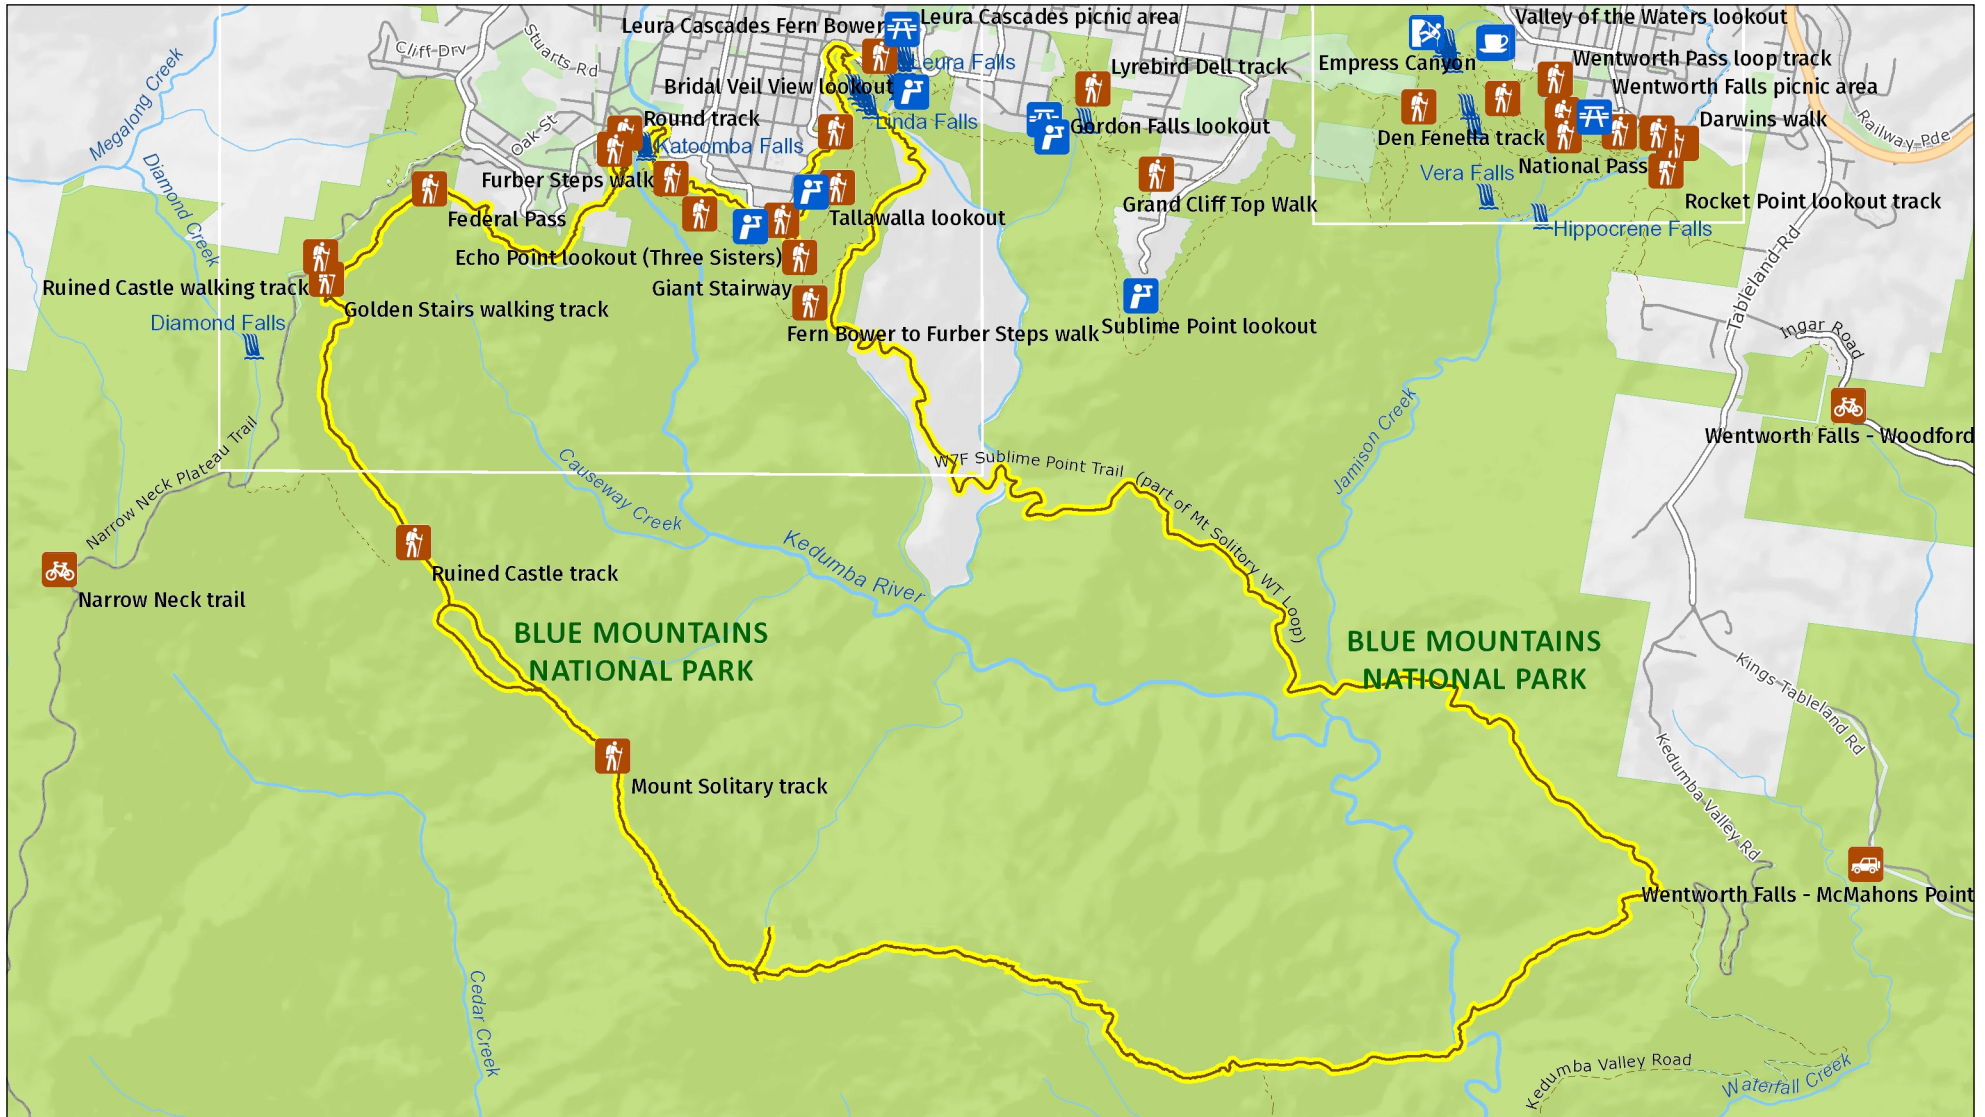 Leura Cascades Fern Bower
Leura Cascades picnic area
Valley of the Waters lookout
Cliff Drv
Stuarts Rd
Megalong Creek
Leura Falls
Empress Canyon
Wentworth Pass loop track
Lyrebird Dell track
Bridal Veil View lookout
Wentworth Falls picnic area
Round track
Linda Falls
Gordon Falls lookout
Darwins walk
Railway Pde
Oak St
Katoomba Falls
Den Fenella track
National Pass
Diamond Creek
Furber Steps walk
Vera Falls
Federal Pass
Tallawalla lookout
Grand Cliff Top Walk
Rocket Point lookout track
Hippocrene Falls
Echo Point lookout (Three Sisters)
Tableland Rd
Ruined Castle walking track
Giant Stairway
Golden Stairs walking track
Diamond Falls
Fern Bower to Furber Steps walk
Sublime Point lookout
Ingar Road
Wentworth Falls - Woodford
Jamison Creek
Narrow Neck Plateau Trail
Causeway Creek
W7F Sublime Point Trail (part of Mt Solitory WT Loop)
Kedumba River
Ruined Castle track
Narrow Neck trail
BLUE MOUNTAINS
NATIONAL PARK
BLUE MOUNTAINS
NATIONAL PARK
Kings Tableland Rd
Kedumba Valley Rd
Mount Solitary track
Wentworth Falls - McMahons Point
Cedar Creek
Kedumba Valley Road
Waterfall Creek